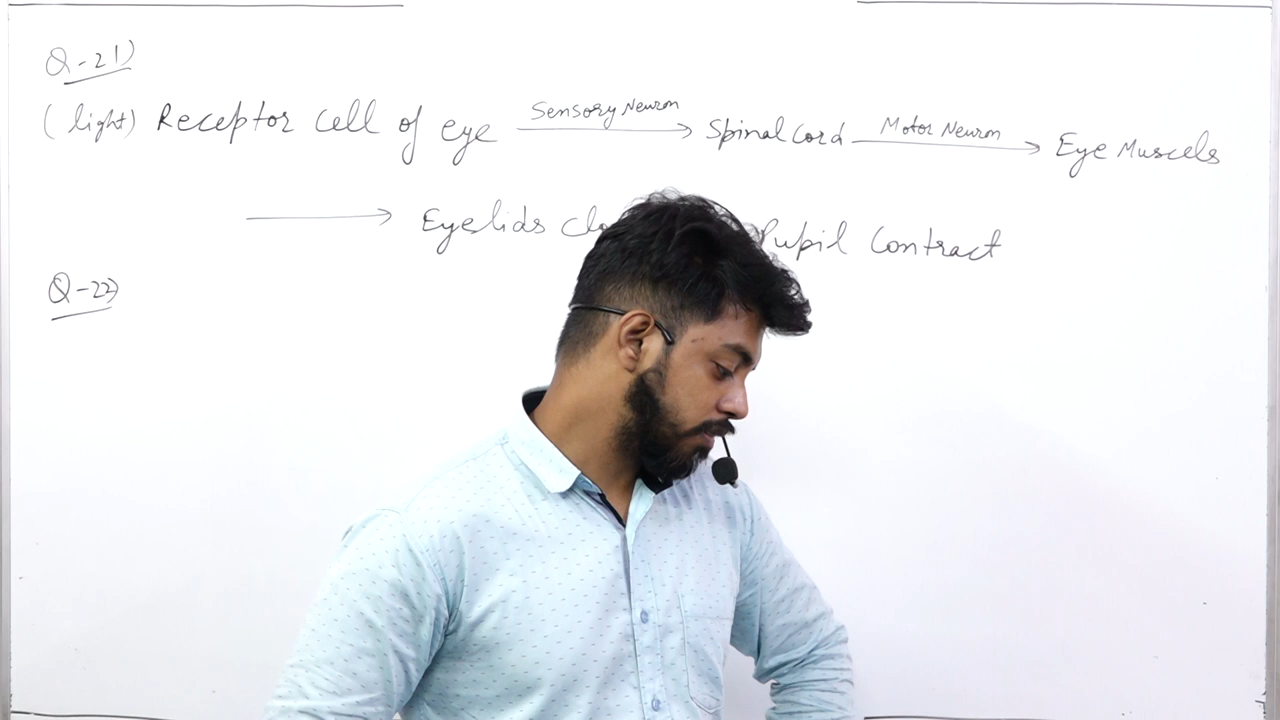 Q-21)
(light) Receptor cell of eye Sensory Neuron → Spinal Cord Motor Neuron → Eye Muscels
→ Eyelids Pupil Contract
Q-22)